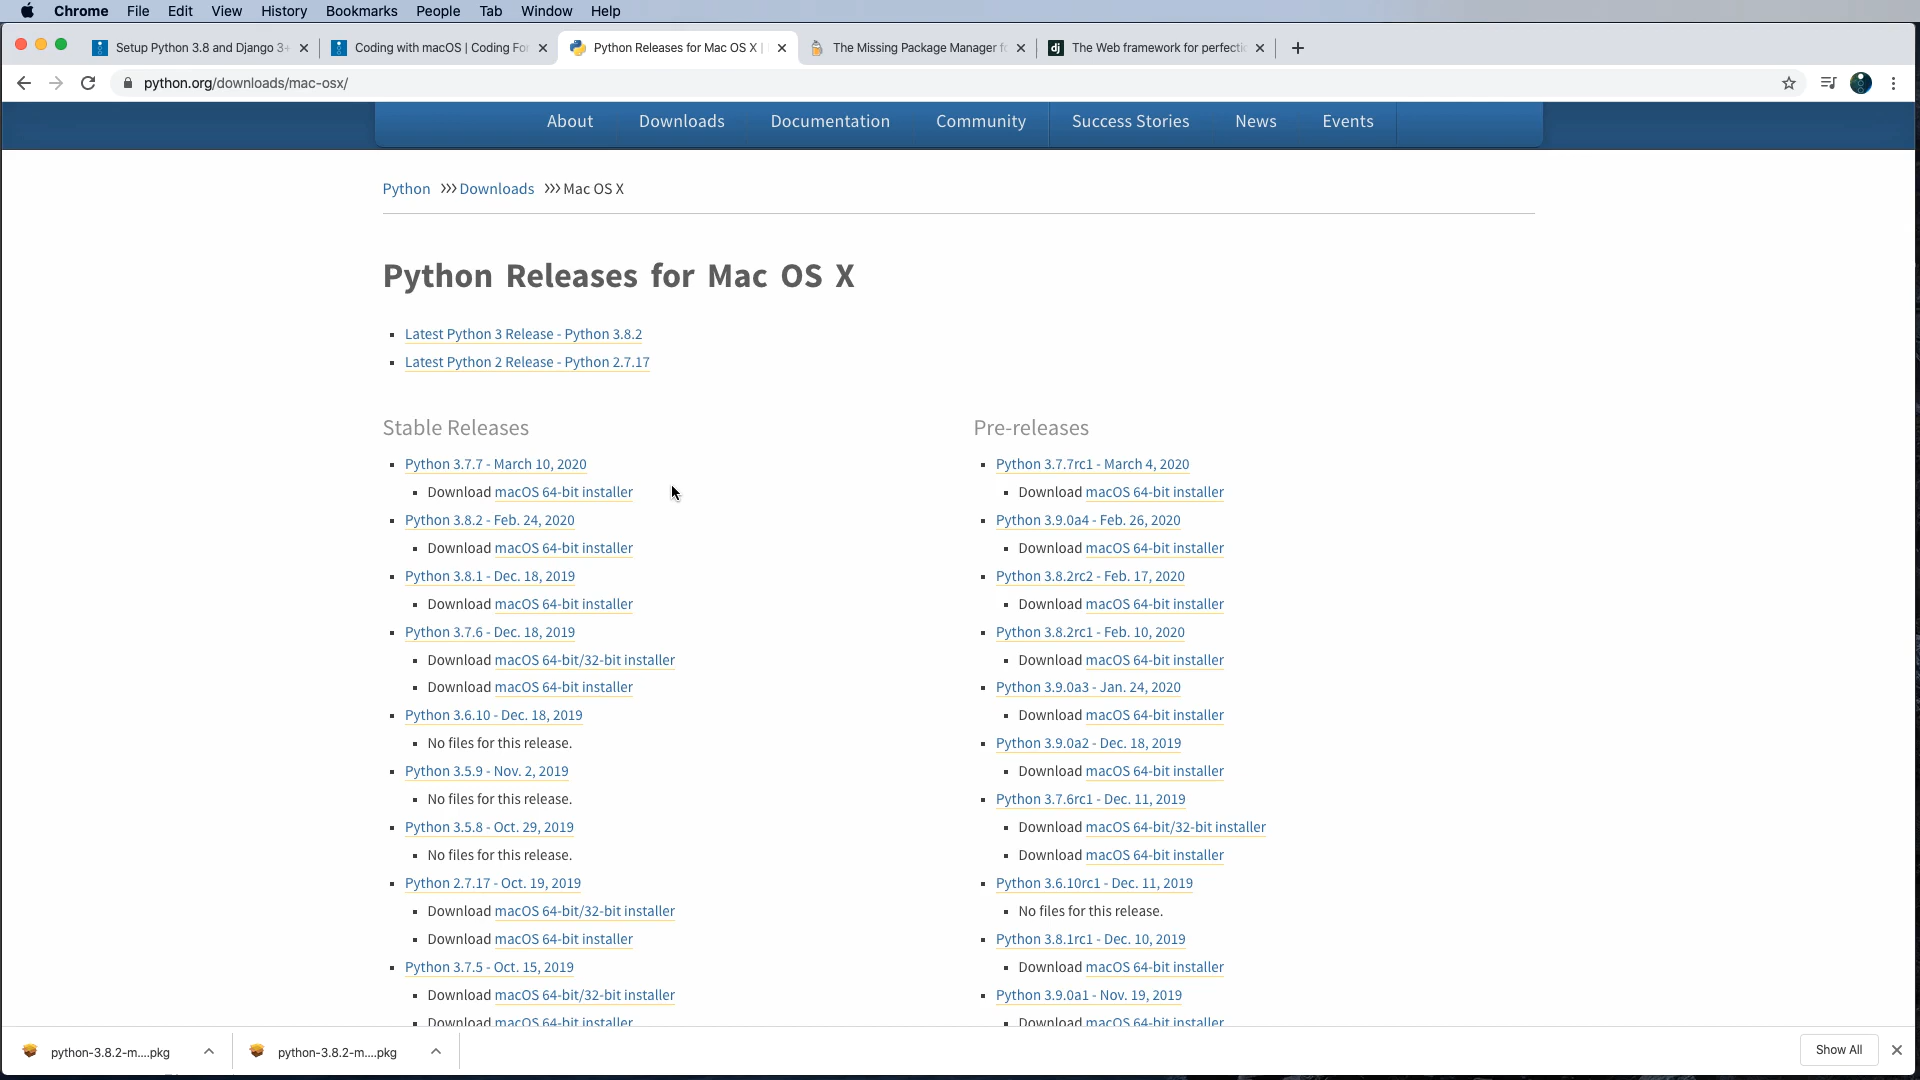 Chrome File Edit View History Bookmarks People Tab Window Help
Setup Python 3.8 and Django 3+ Coding with macOS | Coding For Python Releases for Mac OS X | The Missing Package Manager f The Web framework for perfecti
python.org/downloads/mac-osx/
About Downloads Documentation Community Success Stories News Events
Python >>> Downloads >>> Mac OS X
Python Releases for Mac OS X
Latest Python 3 Release - Python 3.8.2
Latest Python 2 Release - Python 2.7.17
Stable Releases
Python 3.7.7 - March 10, 2020
Download macOS 64-bit installer
Python 3.8.2 - Feb. 24, 2020
Download macOS 64-bit installer
Python 3.8.1 - Dec. 18, 2019
Download macOS 64-bit installer
Python 3.7.6 - Dec. 18, 2019
Download macOS 64-bit/32-bit installer
Download macOS 64-bit installer
Python 3.6.10 - Dec. 18, 2019
No files for this release.
Python 3.5.9 - Nov. 2, 2019
No files for this release.
Python 3.5.8 - Oct. 29, 2019
No files for this release.
Python 2.7.17 - Oct. 19, 2019
Download macOS 64-bit/32-bit installer
Download macOS 64-bit installer
Python 3.7.5 - Oct. 15, 2019
Download macOS 64-bit/32-bit installer
Download macOS 64-bit installer
Pre-releases
Python 3.7.7rc1 - March 4, 2020
Download macOS 64-bit installer
Python 3.9.0a4 - Feb. 26, 2020
Download macOS 64-bit installer
Python 3.8.2rc2 - Feb. 17, 2020
Download macOS 64-bit installer
Python 3.8.2rc1 - Feb. 10, 2020
Download macOS 64-bit installer
Python 3.9.0a3 - Jan. 24, 2020
Download macOS 64-bit installer
Python 3.9.0a2 - Dec. 18, 2019
Download macOS 64-bit installer
Python 3.7.6rc1 - Dec. 11, 2019
Download macOS 64-bit/32-bit installer
Download macOS 64-bit installer
Python 3.6.10rc1 - Dec. 11, 2019
No files for this release.
Python 3.8.1rc1 - Dec. 10, 2019
Download macOS 64-bit installer
Python 3.9.0a1 - Nov. 19, 2019
Download macOS 64-bit installer
python-3.8.2-m....pkg python-3.8.2-m....pkg Show All